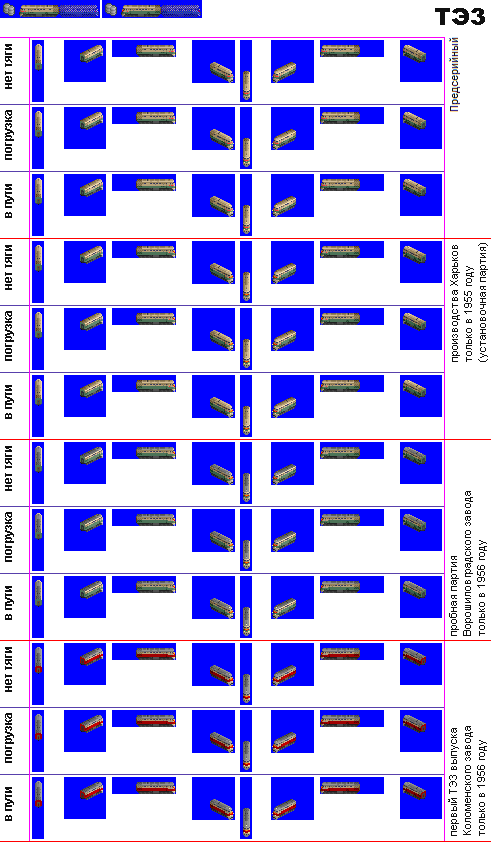 ТЭ3
нет тяги
Предсерийный
погрузка
в пути
нет тяги
производства Харьков
только в 1955 году
(установочная партия)
погрузка
в пути
нет тяги
пробная партия
Ворошиловградского завода
только в 1956 году
погрузка
в пути
нет тяги
первый ТЭ3 выпуска
Коломенского завода
только в 1956 году
погрузка
в пути